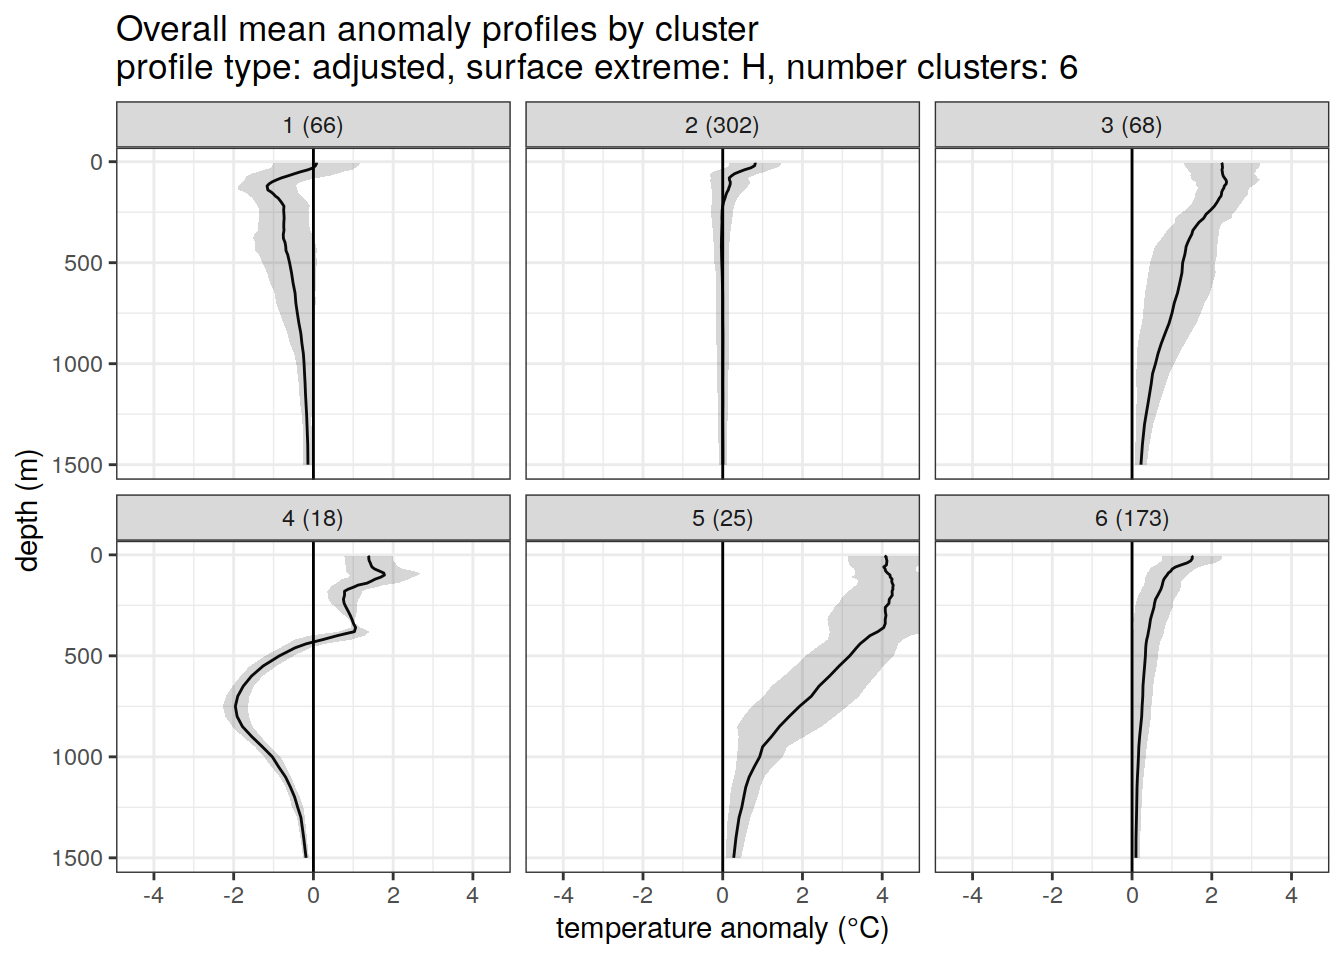 Overall mean anomaly profiles by cluster
profile type: adjusted, surface extreme: H, number clusters: 6
1 (66)
2 (302)
3 (68)
0
500
1000
1500
4 (18)
5 (25)
6 (173)
0
500
1000
1500
depth (m)
-4 -2 0 2 4
-4 -2 0 2 4
-4 -2 0 2 4
temperature anomaly (°C)